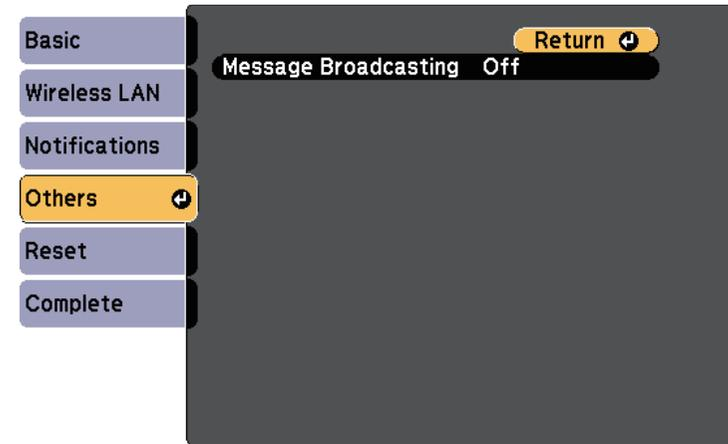 Basic
Wireless LAN
Notifications
Others
Reset
Complete
Return
Message Broadcasting Off